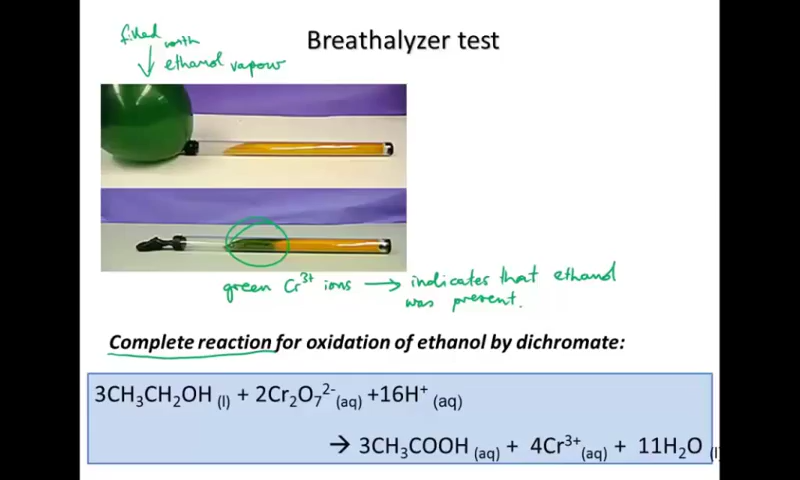 filled with
ethanol vapour
Breathalyzer test
green Cr³⁺ ions → indicates that ethanol
was present.
Complete reaction for oxidation of ethanol by dichromate:
3CH₃CH₂OH (l) + 2Cr₂O₇²⁻(aq) +16H⁺ (aq)
→ 3CH₃COOH (aq) + 4Cr³⁺(aq) + 11H₂O (l)